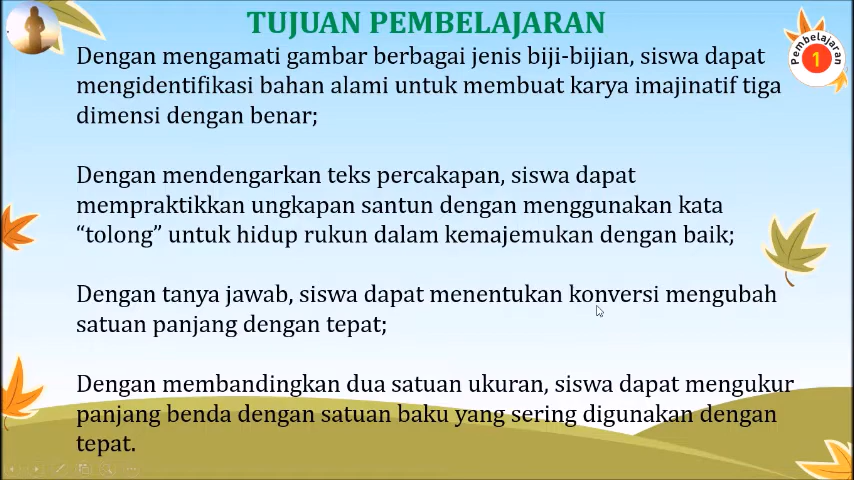 TUJUAN PEMBELAJARAN
Dengan mengamati gambar berbagai jenis biji-bijian, siswa dapat
mengidentifikasi bahan alami untuk membuat karya imajinatif tiga
dimensi dengan benar;
Dengan mendengarkan teks percakapan, siswa dapat
mempraktikkan ungkapan santun dengan menggunakan kata
“tolong” untuk hidup rukun dalam kemajemukan dengan baik;
Dengan tanya jawab, siswa dapat menentukan konversi mengubah
satuan panjang dengan tepat;
Dengan membandingkan dua satuan ukuran, siswa dapat mengukur
panjang benda dengan satuan baku yang sering digunakan dengan
tepat.
Pembelajaran
1